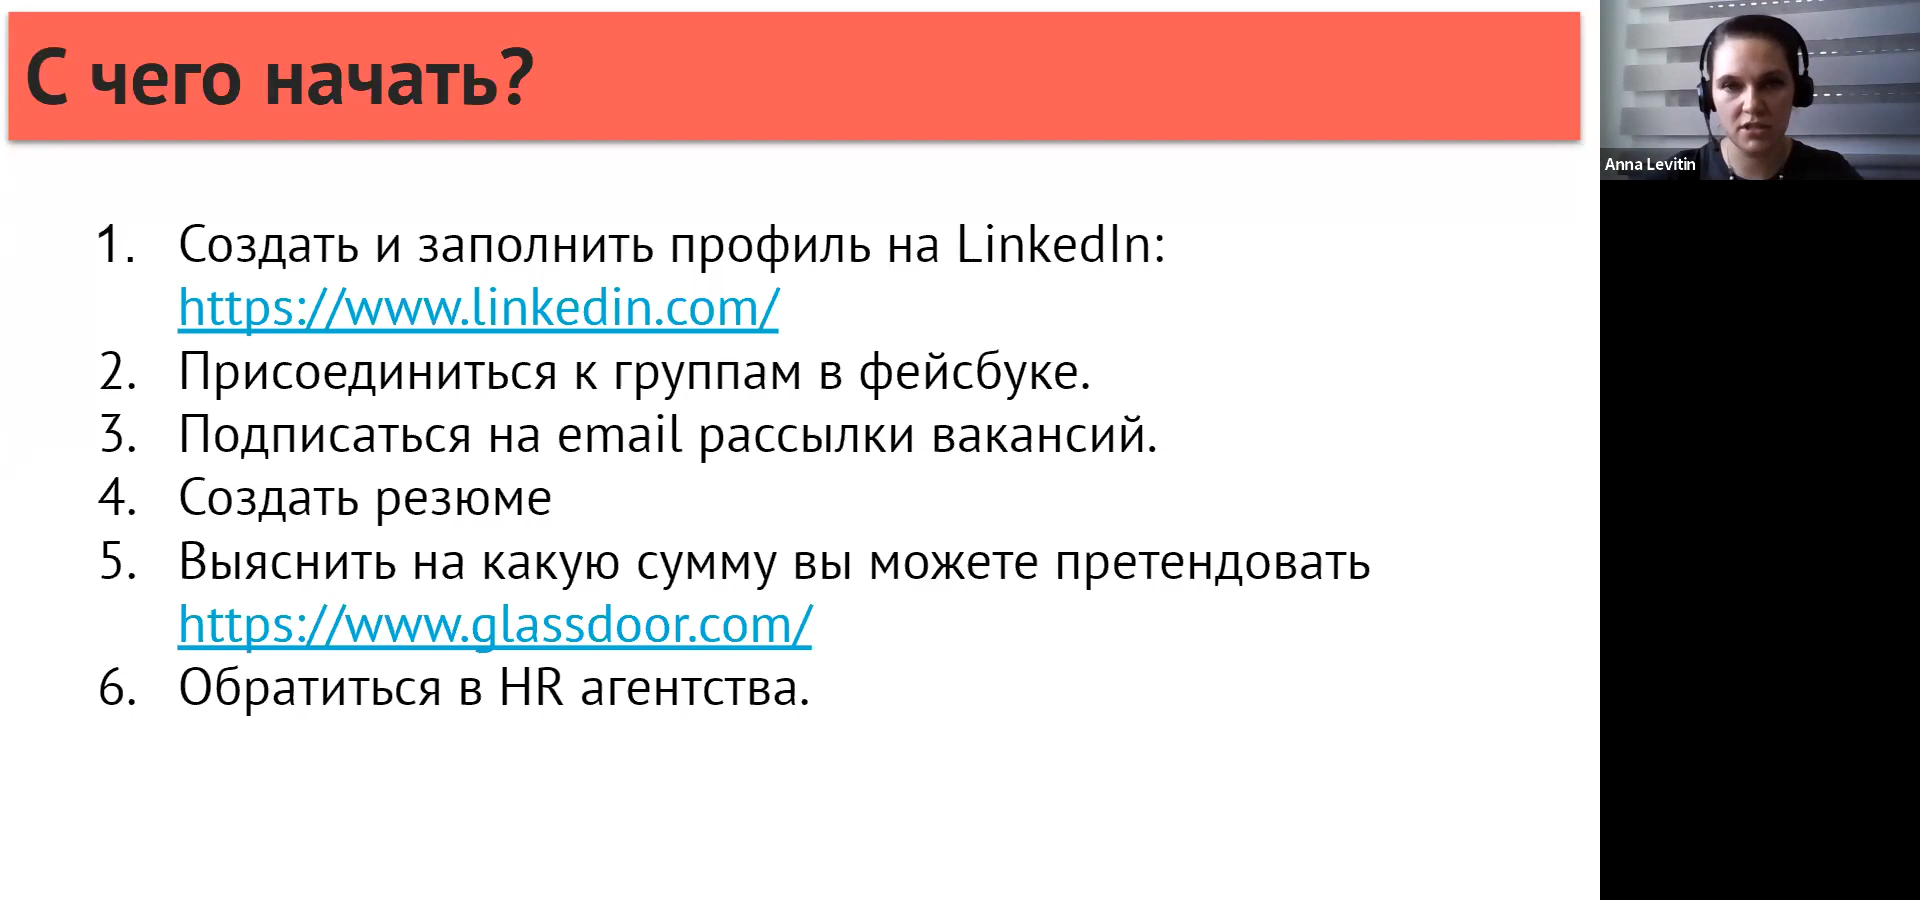 С чего начать?
Anna Levitin
1. Создать и заполнить профиль на LinkedIn:
https://www.linkedin.com/
2. Присоединиться к группам в фейсбуке.
3. Подписаться на email рассылки вакансий.
4. Создать резюме
5. Выяснить на какую сумму вы можете претендовать
https://www.glassdoor.com/
6. Обратиться в HR агентства.